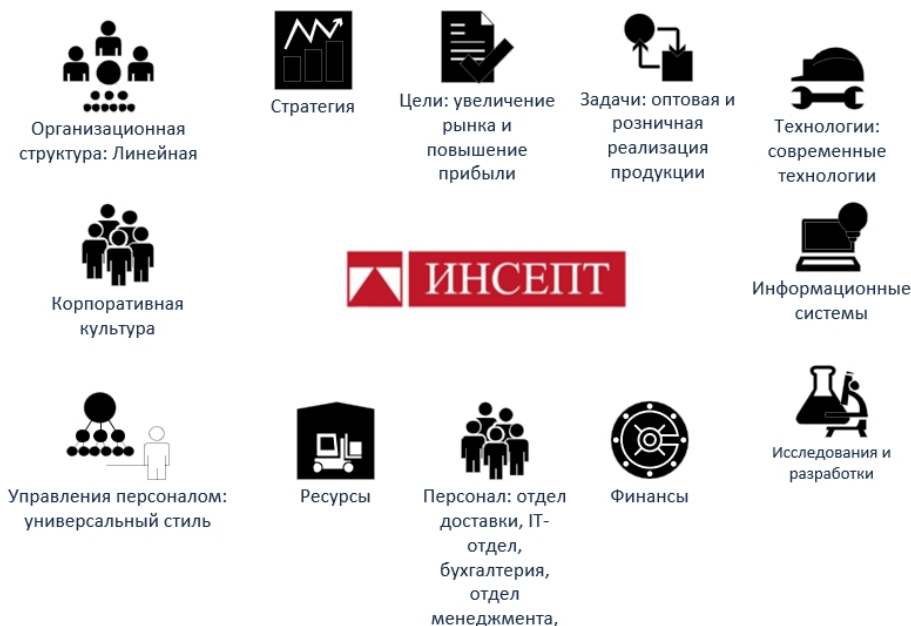 Организационная
структура: Линейная
Стратегия
Цели: увеличение
рынка и
повышение
прибыли
Задачи: оптовая и
розничная
реализация
продукции
Технологии:
современные
технологии
Корпоративная
культура
ИНСЕПТ
Информационные
системы
Управления персоналом:
универсальный стиль
Ресурсы
Персонал: отдел
доставки, IT-
отдел,
бухгалтерия,
отдел
менеджмента,
Финансы
Исследования и
разработки